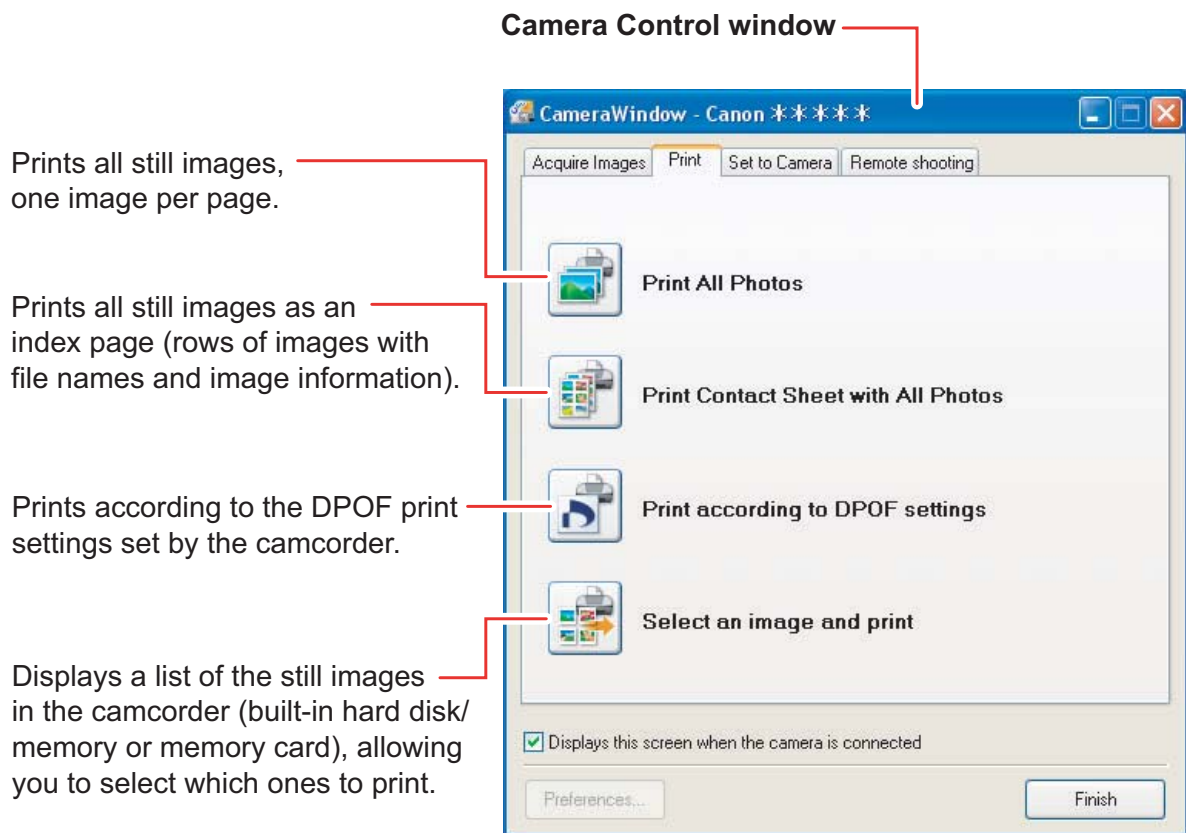 Camera Control window
CameraWindow - Canon ＊＊＊＊＊
Acquire Images Print Set to Camera Remote shooting
Prints all still images,
one image per page.
Print All Photos
Prints all still images as an
index page (rows of images with
file names and image information).
Print Contact Sheet with All Photos
Prints according to the DPOF print
settings set by the camcorder.
Print according to DPOF settings
Displays a list of the still images
in the camcorder (built-in hard disk/
memory or memory card), allowing
you to select which ones to print.
Select an image and print
Displays this screen when the camera is connected
Preferences... Finish